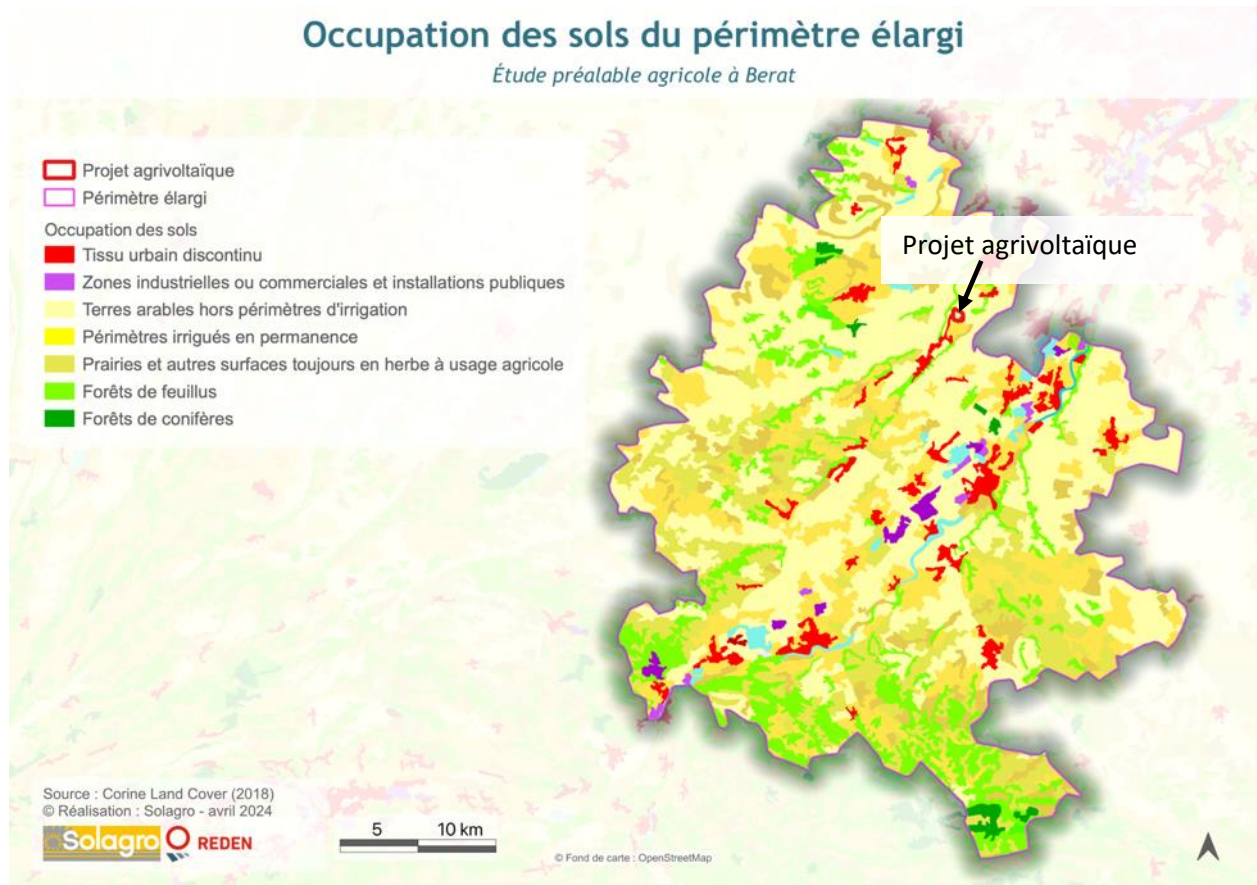 Occupation des sols du périmètre élargi
Étude préalable agricole à Berat
Projet agrivoltaïque
Périmètre élargi
Occupation des sols
Tissu urbain discontinu
Zones industrielles ou commerciales et installations publiques
Terres arables hors périmètres d'irrigation
Périmètres irrigués en permanence
Prairies et autres surfaces toujours en herbe à usage agricole
Forêts de feuillus
Forêts de conifères
Projet agrivoltaïque
Source : Corine Land Cover (2018)
© Réalisation : Solagro - avril 2024
Solagro REDEN
5 10 km
© Fond de carte : OpenStreetMap